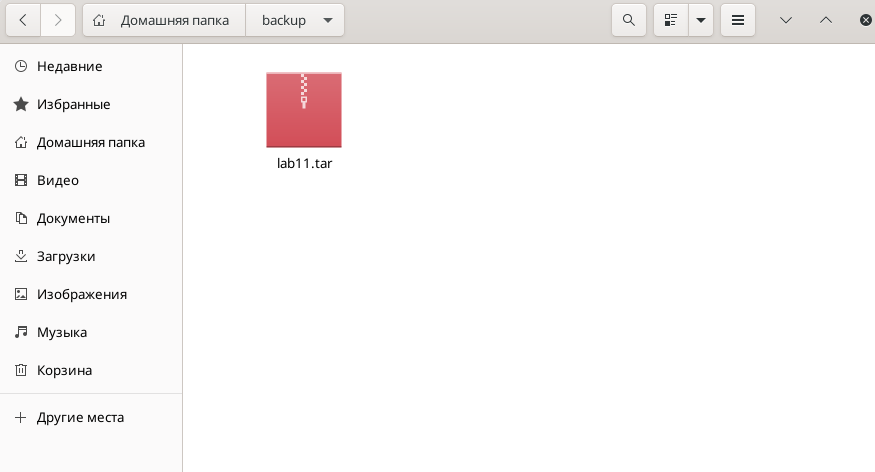 Домашняя папка backup
Недавние
Избранные
Домашняя папка
Видео
Документы
Загрузки
Изображения
Музыка
Корзина
Другие места
lab11.tar